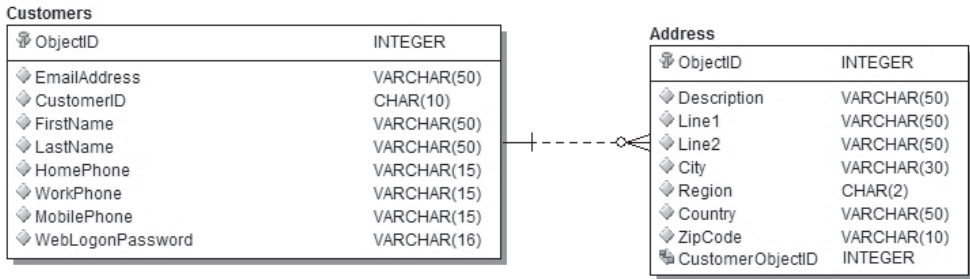 Customers
ObjectID INTEGER
EmailAddress VARCHAR(50)
CustomerID CHAR(10)
FirstName VARCHAR(50)
LastName VARCHAR(50)
HomePhone VARCHAR(15)
WorkPhone VARCHAR(15)
MobilePhone VARCHAR(15)
WebLogonPassword VARCHAR(16)
Address
ObjectID INTEGER
Description VARCHAR(50)
Line1 VARCHAR(50)
Line2 VARCHAR(50)
City VARCHAR(30)
Region CHAR(2)
Country VARCHAR(50)
ZipCode VARCHAR(10)
CustomerObjectID INTEGER